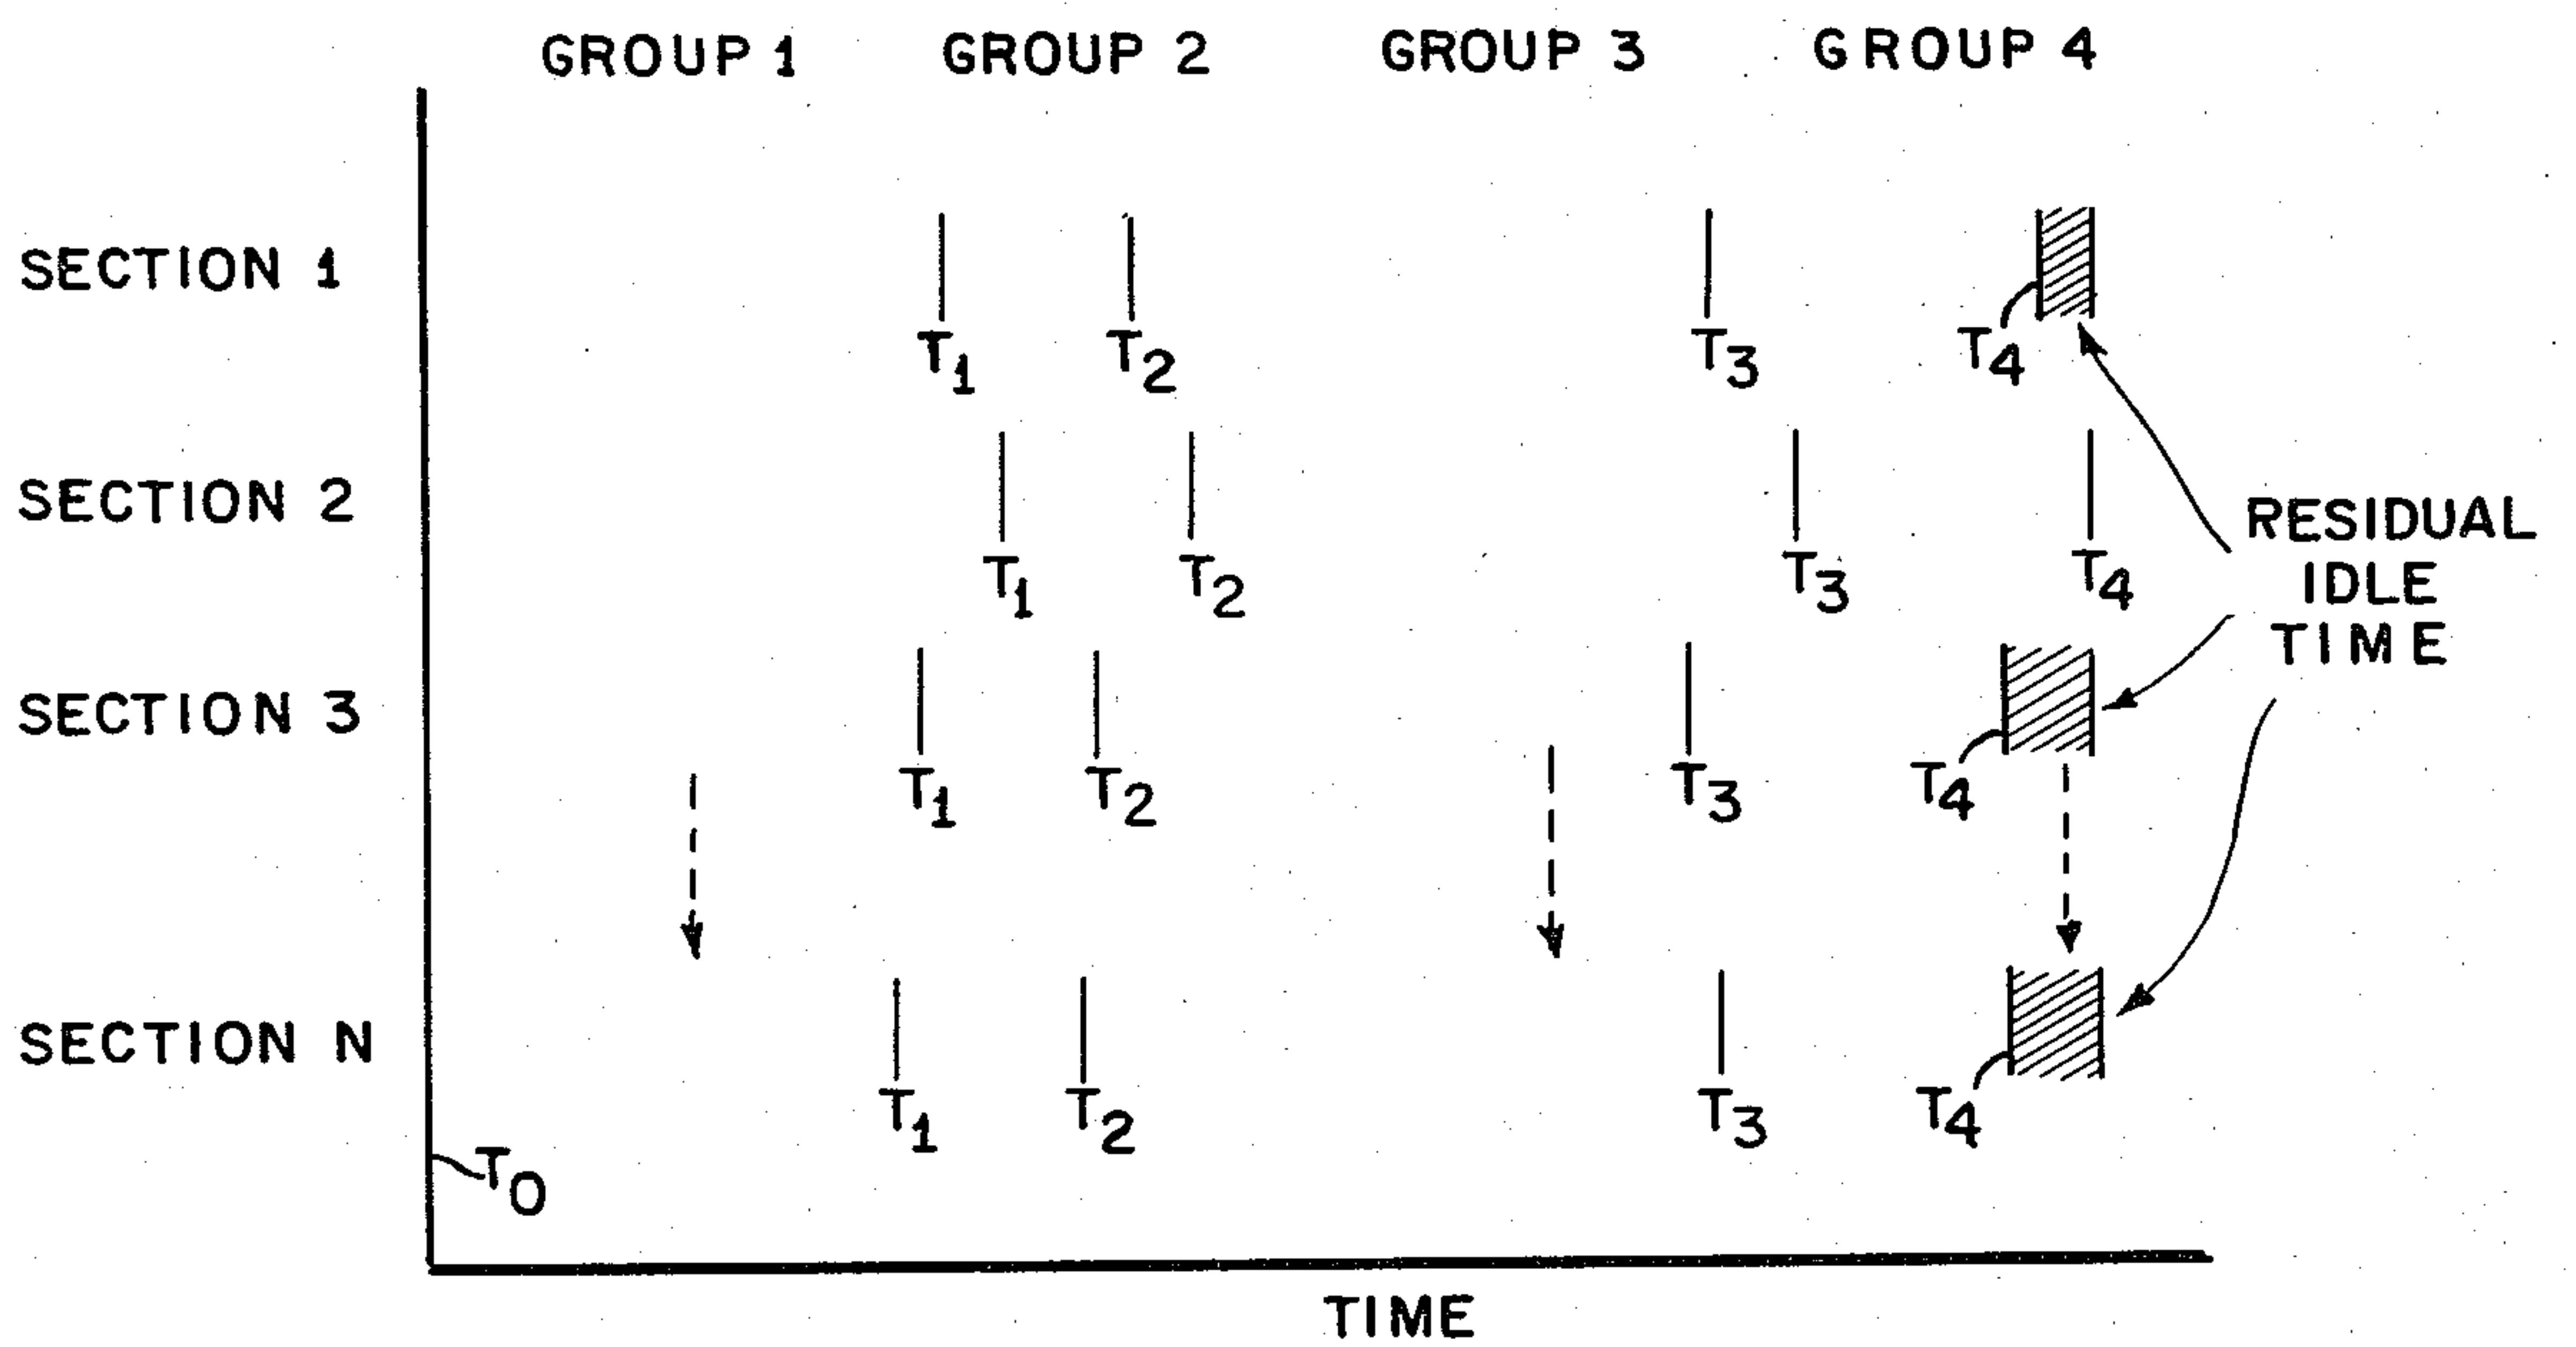 GROUP 1 GROUP 2 GROUP 3 GROUP 4
SECTION 1
T1 T2 T3 T4
SECTION 2
T1 T2 T3 T4
RESIDUAL
IDLE
TIME
SECTION 3
T1 T2 T3 T4
SECTION N
T1 T2 T3 T4
T0
TIME